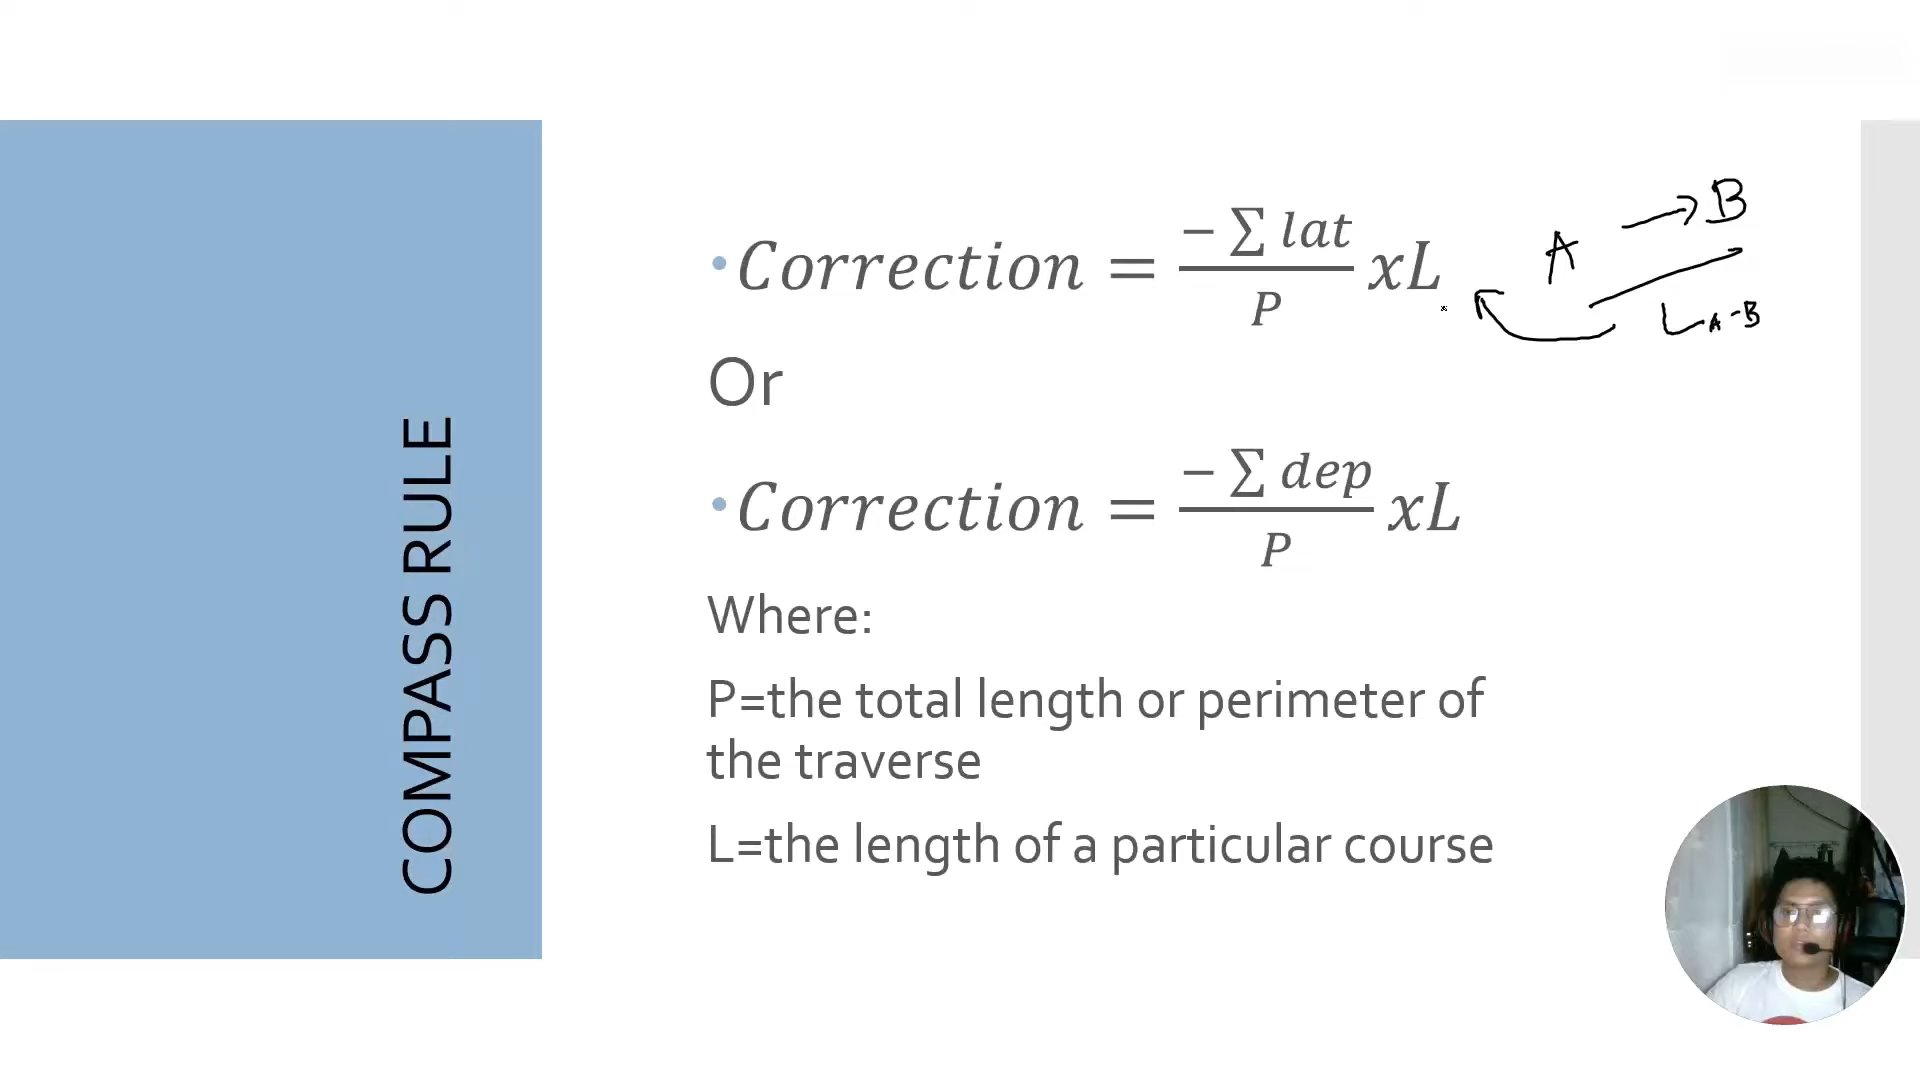 COMPASS RULE
• Correction = − ∑ lat / P xL
A → B
L A-B
Or
• Correction = − ∑ dep / P xL
Where:
P=the total length or perimeter of
the traverse
L=the length of a particular course